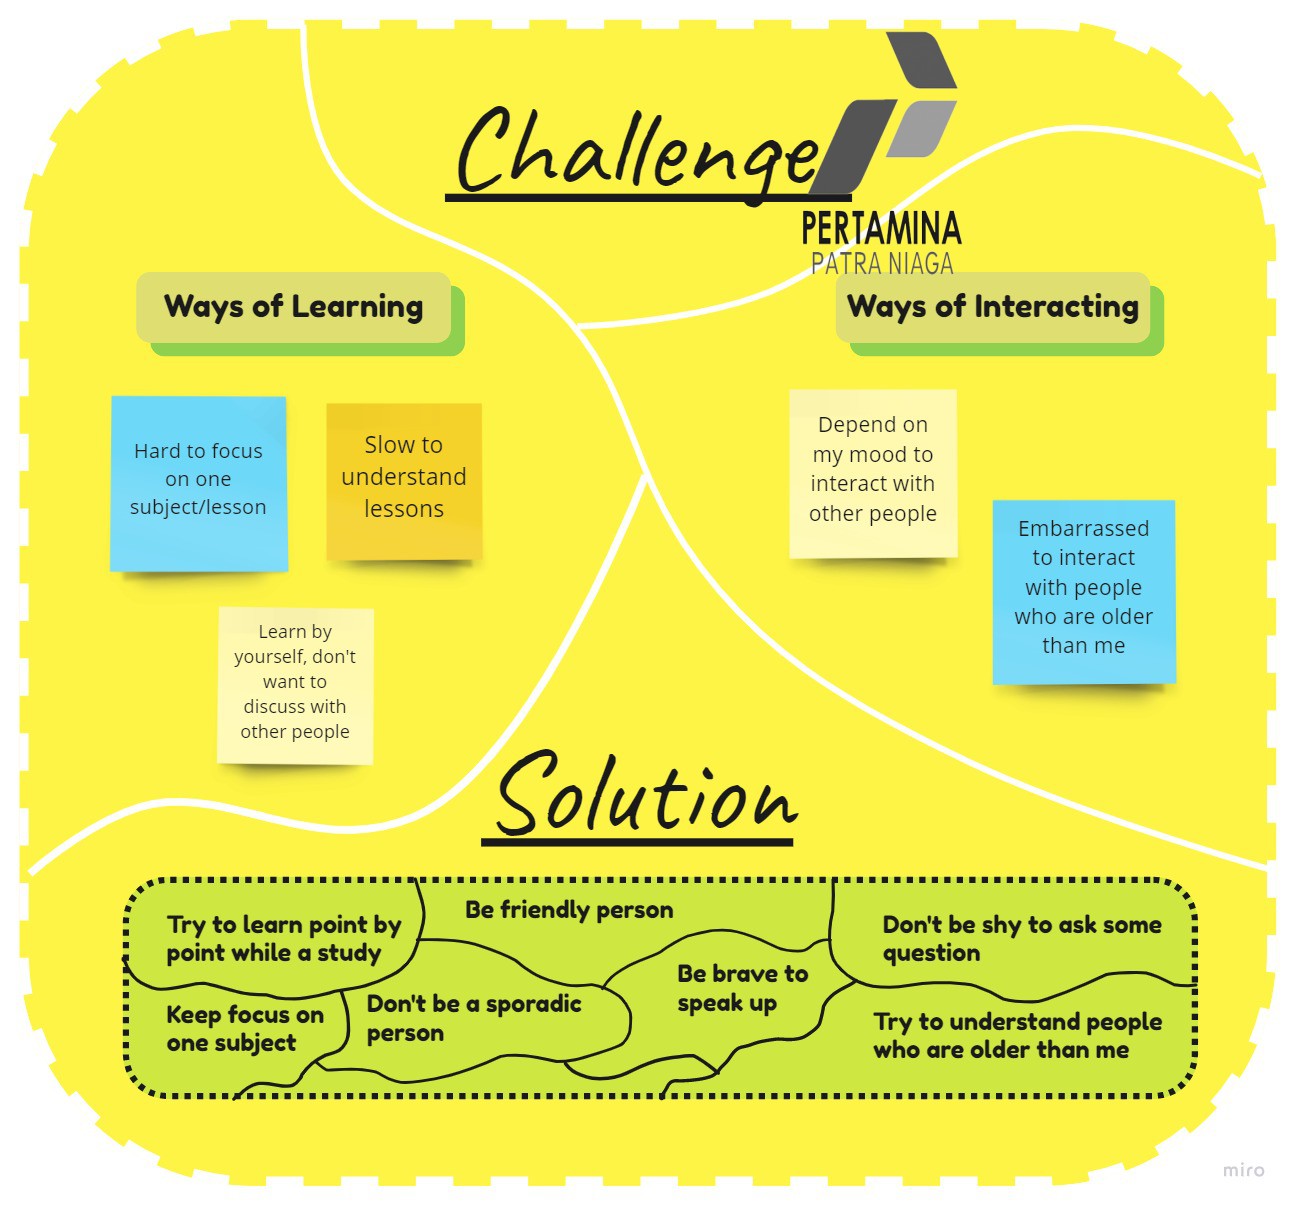 Challenge
PERTAMINA
PATRA NIAGA
Ways of Learning
Hard to focus
on one
subject/lesson
Slow to
understand
lessons
Learn by
yourself, don't
want to
discuss with
other people
Ways of Interacting
Depend on
my mood to
interact with
other people
Embarrassed
to interact
with people
who are older
than me
Solution
Try to learn point by
point while a study
Be friendly person
Don't be shy to ask some
question
Keep focus on
one subject
Don't be a sporadic
person
Be brave to
speak up
Try to understand people
who are older than me
miro